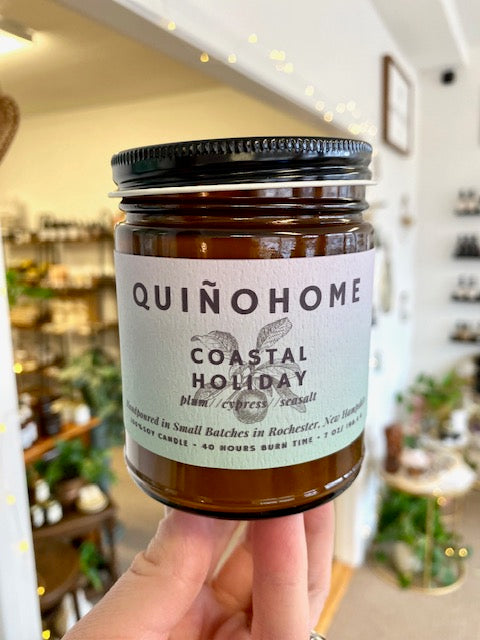 QUIÑOHOME
COASTAL
HOLIDAY
plum // cypress // seasalt
Handpoured in Small Batches in Rochester, New Hampshire
100% SOY CANDLE • 40 HOURS BURN TIME • 7 OZ